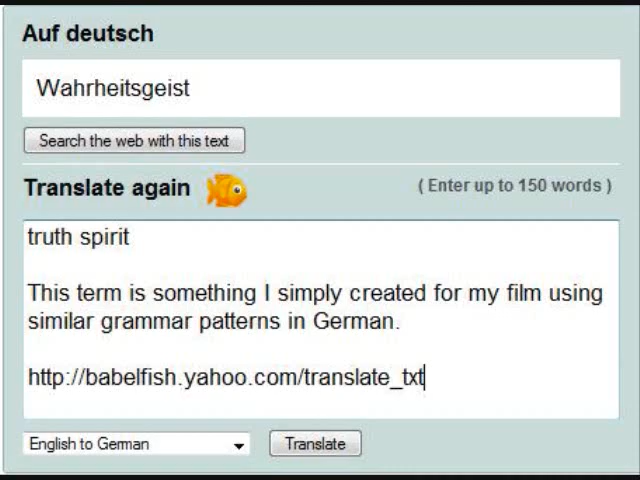 Auf deutsch
Wahrheitsgeist
Search the web with this text
Translate again
( Enter up to 150 words )
truth spirit
This term is something I simply created for my film using
similar grammar patterns in German.
http://babelfish.yahoo.com/translate_txt
English to German
Translate